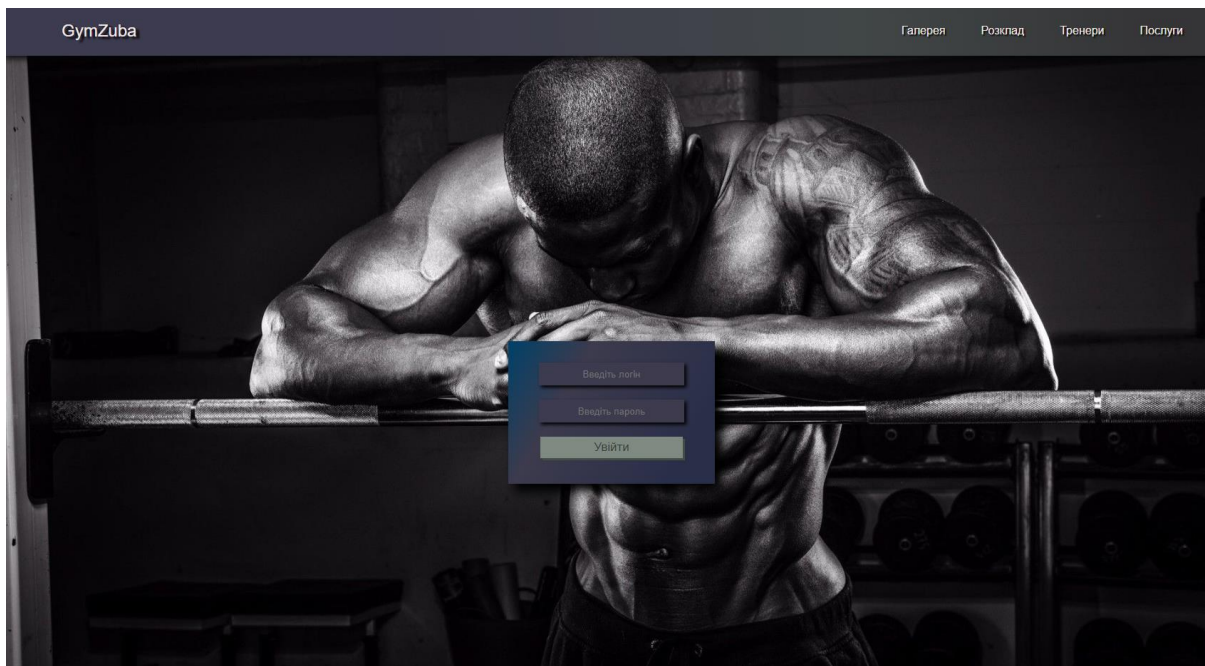 GymZuba
Галерея Розклад Тренери Послуги
Введіть логін
Введіть пароль
Увійти